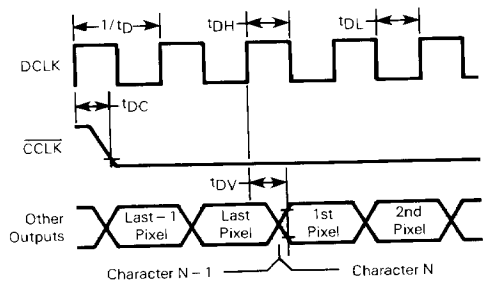 1/tD
tDH
tDL
DCLK
tDC
CCLK
tDV
Other
Outputs
Last – 1
Pixel
Last
Pixel
1st
Pixel
2nd
Pixel
Character N - 1
Character N